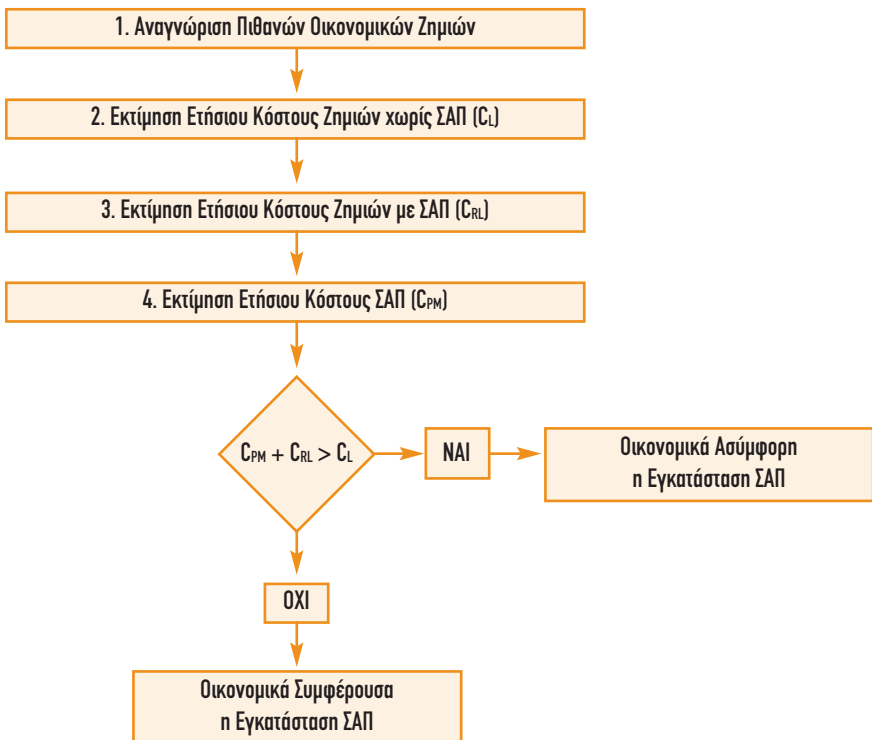 1. Αναγνώριση Πιθανών Οικονομικών Ζημιών
2. Εκτίμηση Ετήσιου Κόστους Ζημιών χωρίς ΣΑΠ (CL)
3. Εκτίμηση Ετήσιου Κόστους Ζημιών με ΣΑΠ (CRL)
4. Εκτίμηση Ετήσιου Κόστους ΣΑΠ (CPM)
CPM + CRL > CL
ΝΑΙ
Οικονομικά Ασύμφορη
η Εγκατάσταση ΣΑΠ
ΟΧΙ
Οικονομικά Συμφέρουσα
η Εγκατάσταση ΣΑΠ